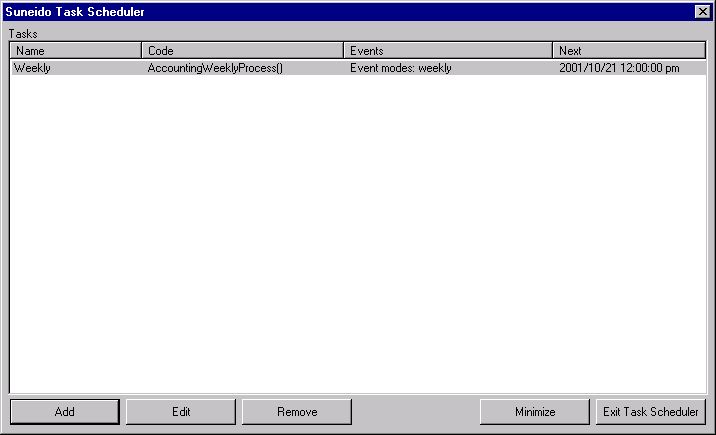 Suneido Task Scheduler
Tasks
Name Code Events Next
Weekly AccountingWeeklyProcess() Event modes: weekly 2001/10/21 12:00:00 pm
Add Edit Remove Minimize Exit Task Scheduler